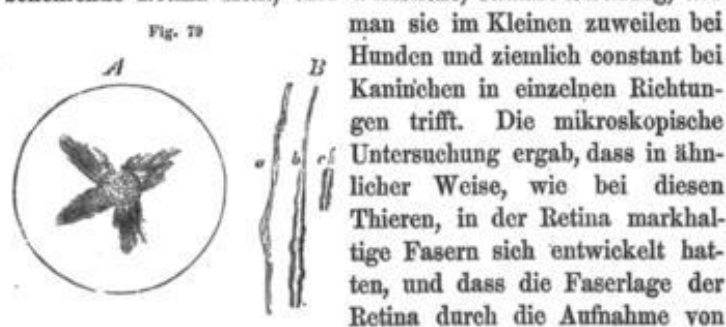 Fig. 79
A
B
a
b
c
man sie im Kleinen zuweilen bei
Hunden und ziemlich constant bei
Kaninchen in einzelnen Richtun-
gen trifft. Die mikroskopische
Untersuchung ergab, dass in ähn-
licher Weise, wie bei diesen
Thieren, in der Retina markhal-
tige Fasern sich entwickelt hat-
ten, und dass die Faserlage der
Retina durch die Aufnahme von